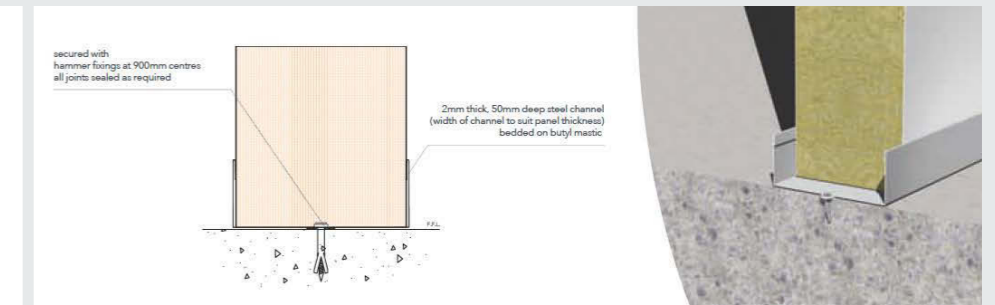 secured with
hammer fixings at 900mm centres
all joints sealed as required
2mm thick, 50mm deep steel channel
(width of channel to suit panel thickness)
bedded on butyl mastic
F.F.L.